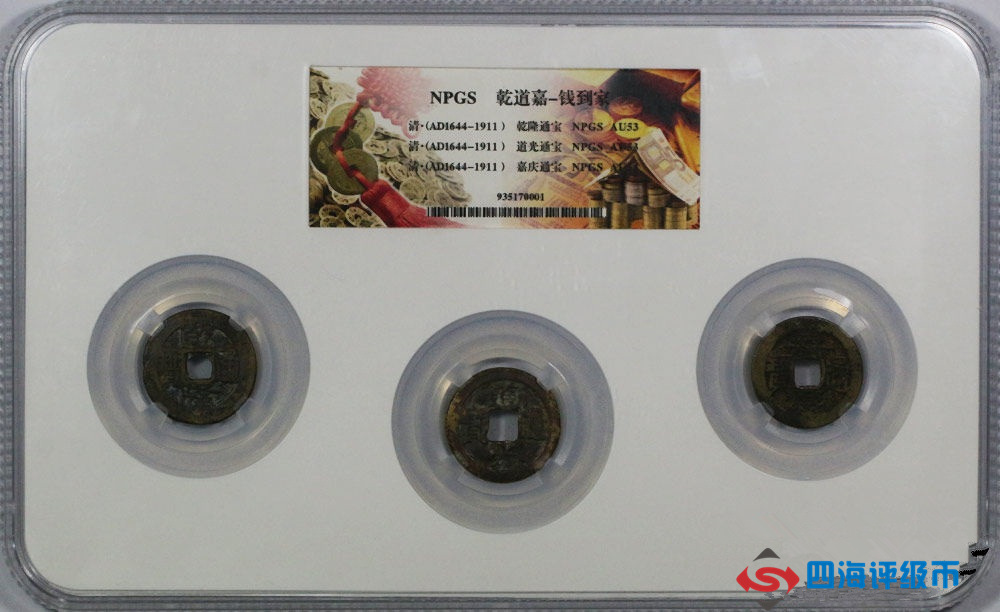 NPGS 乾道嘉-钱到家
清·(AD1644-1911) 乾隆通宝 NPGS AU53
清·(AD1644-1911) 道光通宝 NPGS
清·(AD1644-1911) 嘉庆通宝 NPGS
935170001
四海评级币